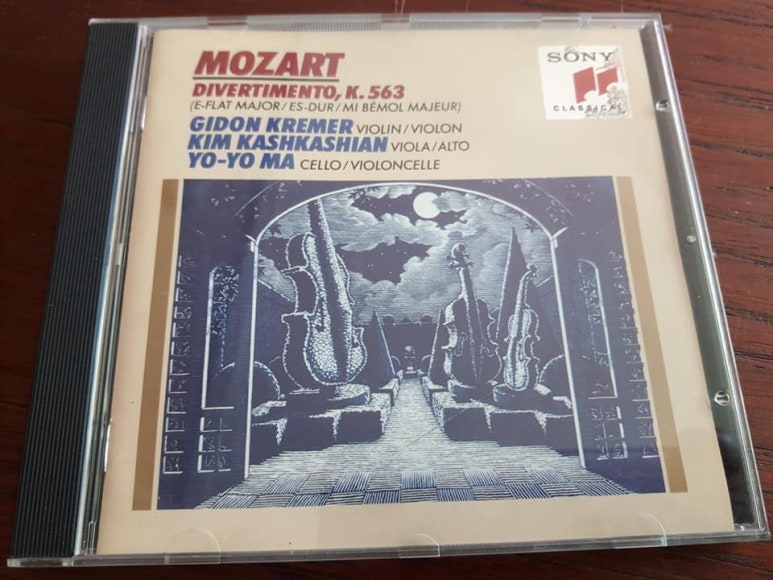 MOZART
DIVERTIMENTO, K. 563
(E-FLAT MAJOR/ES-DUR/MI BÉMOL MAJEUR)
GIDON KREMER VIOLIN/VIOLON
KIM KASHKASHIAN VIOLA/ALTO
YO-YO MA CELLO/VIOLONCELLE
SONY
CLASSICAL